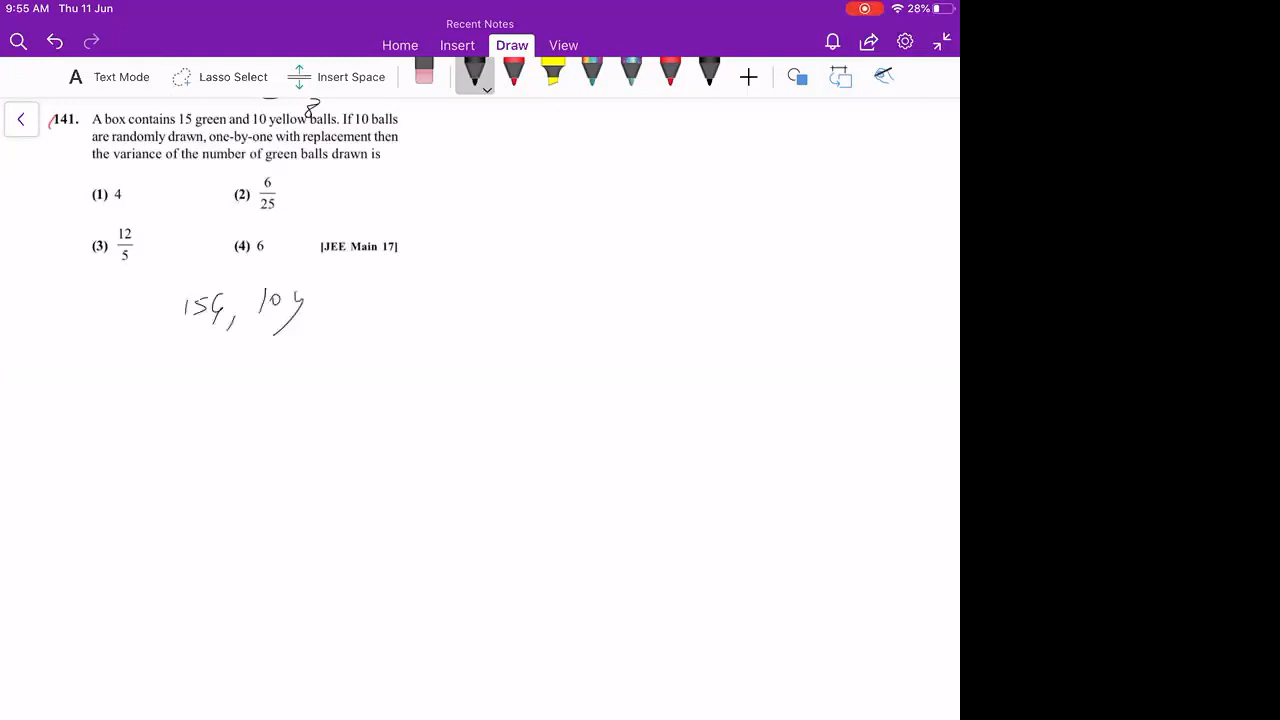 9:55 AM Thu 11 Jun
28%
Recent Notes
Home Insert Draw View
A Text Mode Lasso Select Insert Space
8
141. A box contains 15 green and 10 yellow balls. If 10 balls
are randomly drawn, one-by-one with replacement then
the variance of the number of green balls drawn is
(1) 4 (2) 6/25
(3) 12/5 (4) 6 [JEE Main 17]
15G, 10y